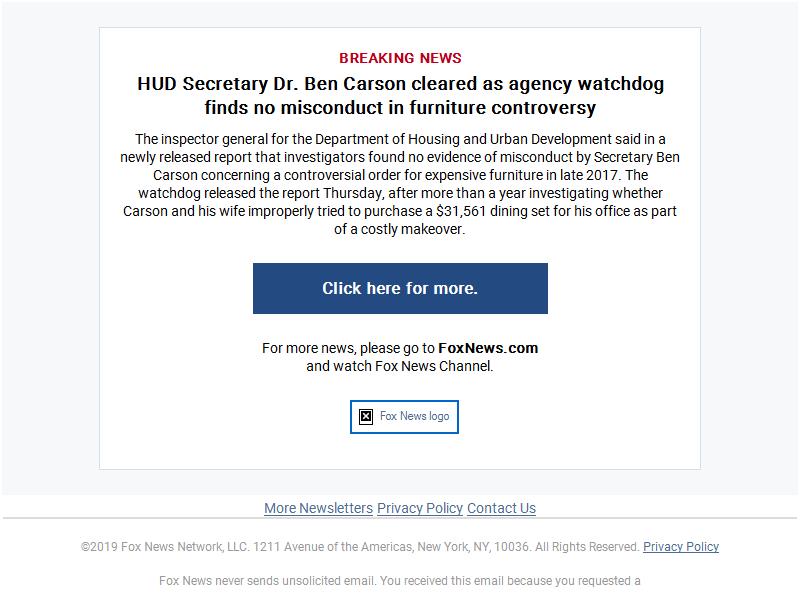 BREAKING NEWS
HUD Secretary Dr. Ben Carson cleared as agency watchdog
finds no misconduct in furniture controversy
The inspector general for the Department of Housing and Urban Development said in a
newly released report that investigators found no evidence of misconduct by Secretary Ben
Carson concerning a controversial order for expensive furniture in late 2017. The
watchdog released the report Thursday, after more than a year investigating whether
Carson and his wife improperly tried to purchase a $31,561 dining set for his office as part
of a costly makeover.
Click here for more.
For more news, please go to FoxNews.com
and watch Fox News Channel.
Fox News logo
More Newsletters Privacy Policy Contact Us
©2019 Fox News Network, LLC. 1211 Avenue of the Americas, New York, NY, 10036. All Rights Reserved. Privacy Policy
Fox News never sends unsolicited email. You received this email because you requested a